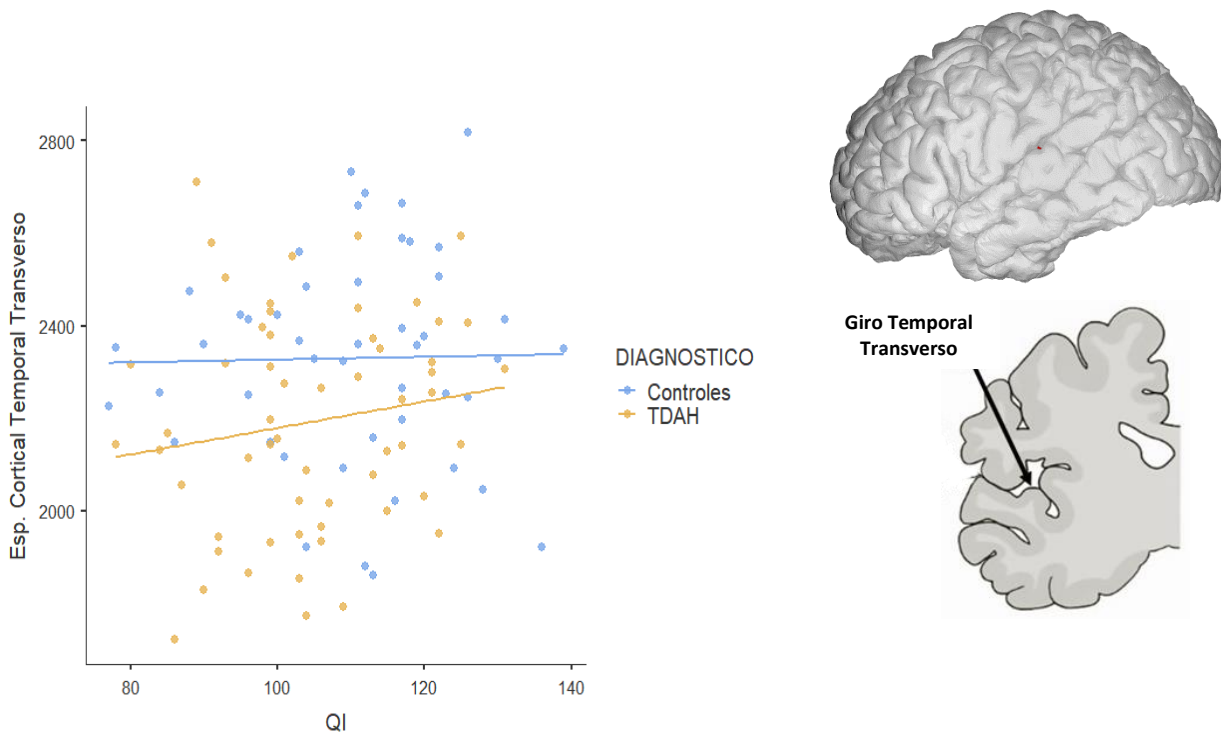 2800
2400
2000
Esp. Cortical Temporal Transverso
80 100 120 140
QI
DIAGNOSTICO
Controles
TDAH
Giro Temporal
Transverso